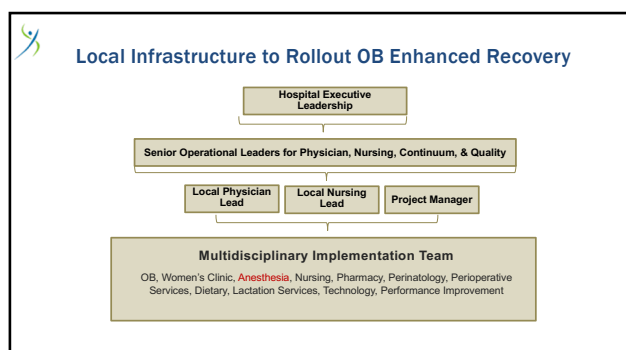 Local Infrastructure to Rollout OB Enhanced Recovery
Hospital Executive
Leadership
Senior Operational Leaders for Physician, Nursing, Continuum, & Quality
Local Physician
Lead
Local Nursing
Lead
Project Manager
Multidisciplinary Implementation Team
OB, Women's Clinic, Anesthesia, Nursing, Pharmacy, Perinatology, Perioperative
Services, Dietary, Lactation Services, Technology, Performance Improvement